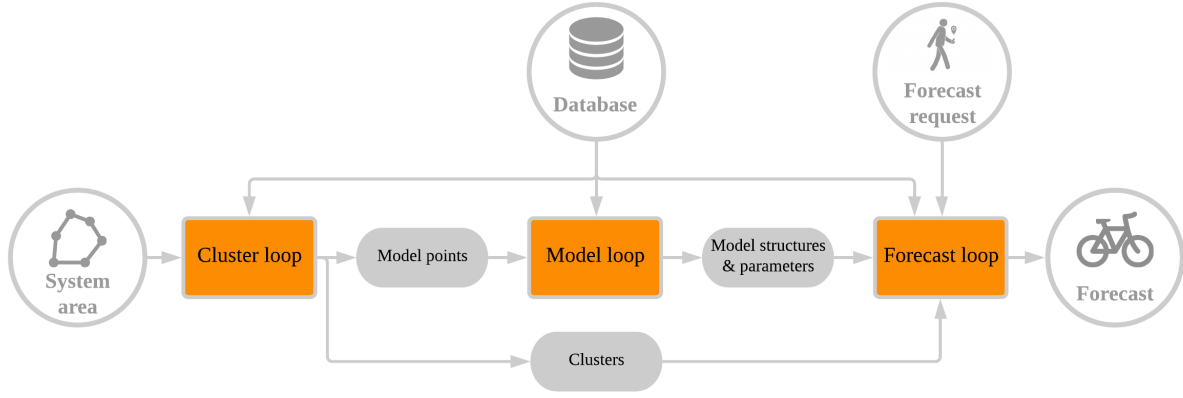 Database
Forecast
request
System
area
Cluster loop
Model points
Model loop
Model structures
& parameters
Forecast loop
Forecast
Clusters